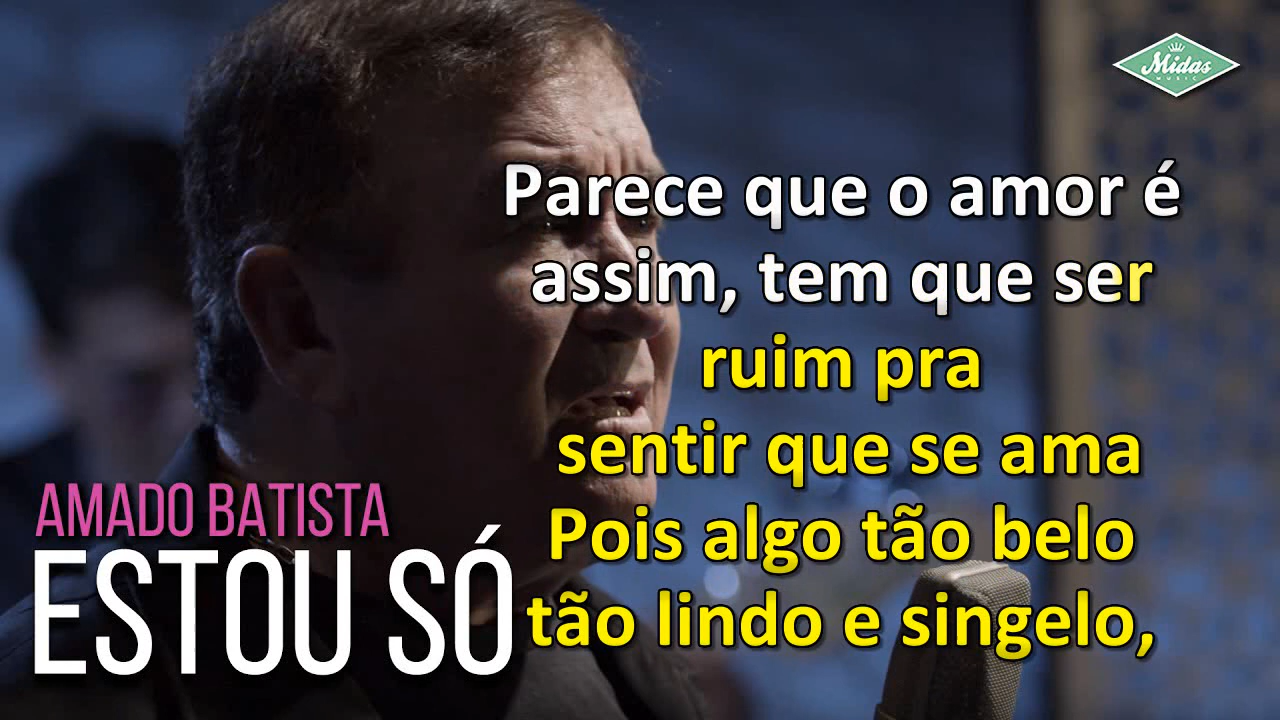 Midas
MUSIC
Parece que o amor é
assim, tem que ser
ruim pra
sentir que se ama
Pois algo tão belo
tão lindo e singelo,
AMADO BATISTA
ESTOU SÓ